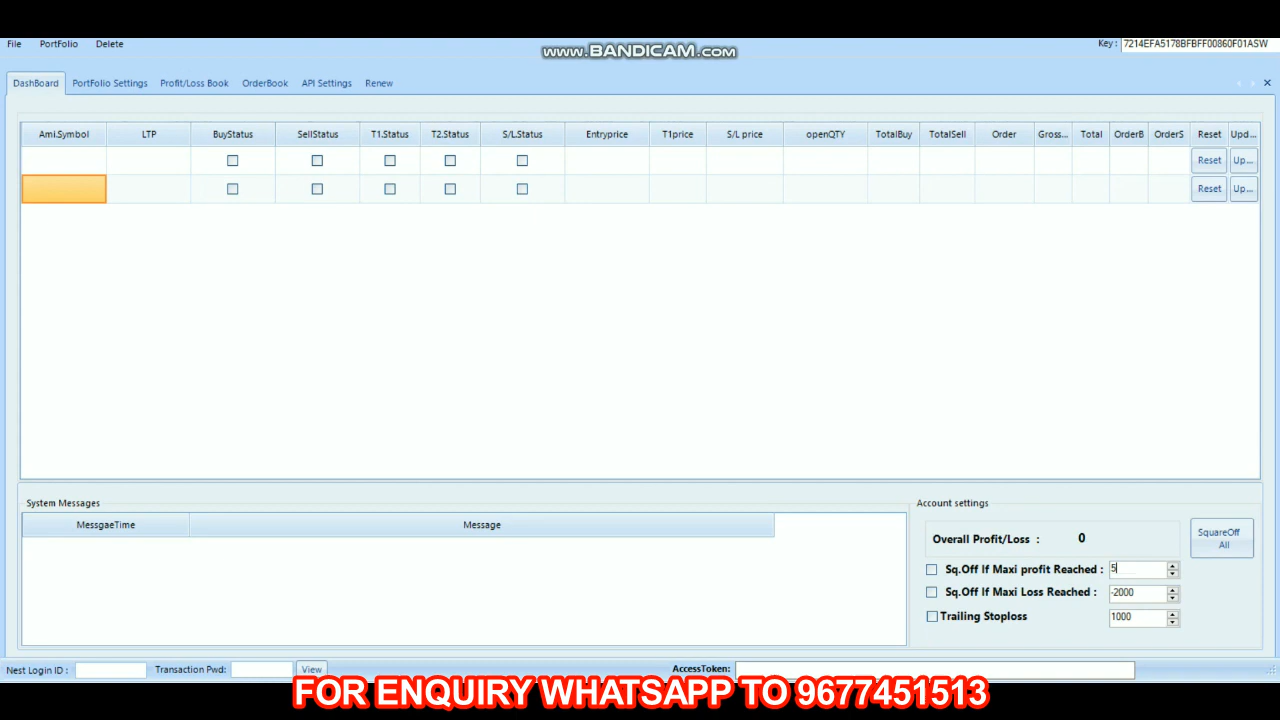 File PortFolio Delete
www.BANDICAM.com
Key : 7214EFA5178BFBFF00860F01ASW
DashBoard PortFolio Settings Profit/Loss Book OrderBook API Settings Renew
Ami.Symbol LTP BuyStatus SellStatus T1.Status T2.Status S/L.Status Entryprice T1price S/L price openQTY TotalBuy TotalSell Order Gross... Total OrderB OrderS Reset Upd...
Reset Up...
Reset Up...
System Messages
MessgaeTime Message
Account settings
Overall Profit/Loss : 0
SquareOff All
Sq.Off If Maxi profit Reached : 5
Sq.Off If Maxi Loss Reached : -2000
Trailing Stoploss 1000
Nest Login ID : Transaction Pwd: View AccessToken:
FOR ENQUIRY WHATSAPP TO 9677451513